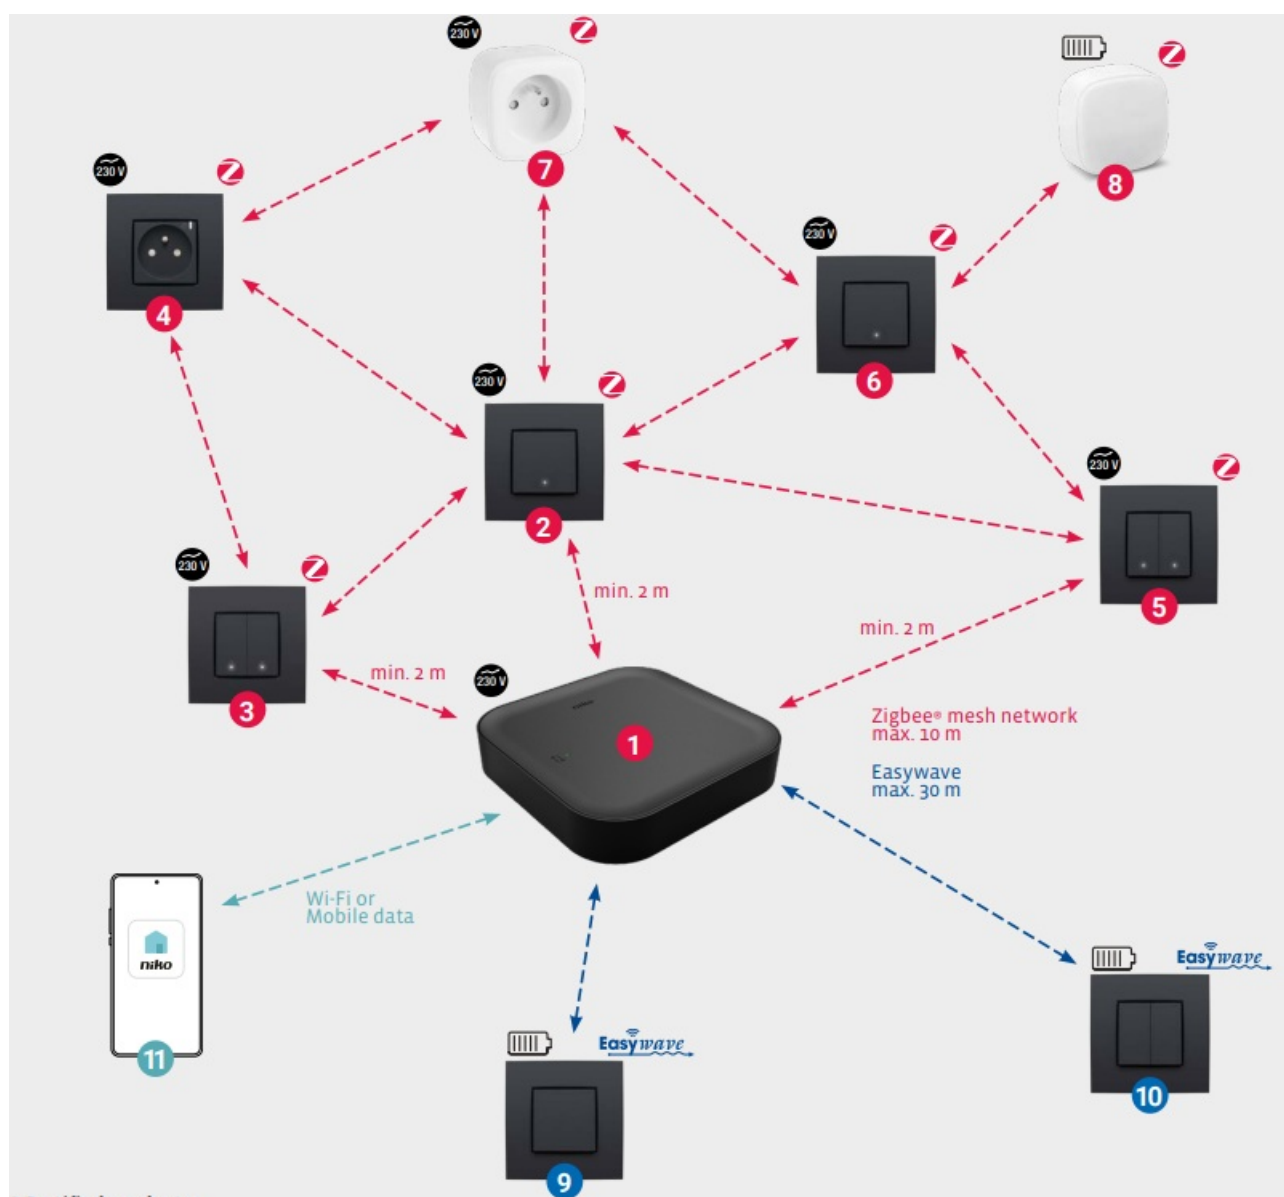 230 V
Z
7
Z
8
230 V
Z
4
230 V
Z
6
230 V
Z
2
230 V
Z
5
230 V
Z
3
min. 2 m
min. 2 m
min. 2 m
230 V
niko
1
Zigbee® mesh network
max. 10 m
Easywave
max. 30 m
Wi-Fi or
Mobile data
niko
11
Easywave
9
Easywave
10